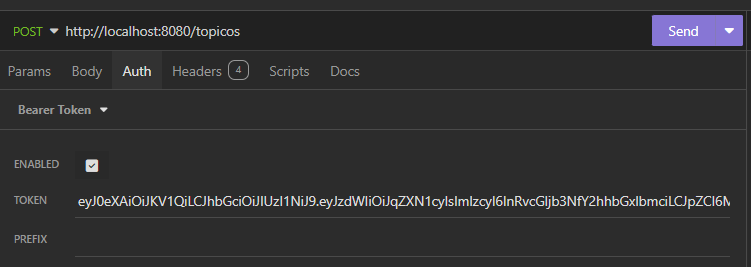 POST http://localhost:8080/topicos Send
Params Body Auth Headers 4 Scripts Docs
Bearer Token
ENABLED
TOKEN eyJ0eXAiOiJKV1QiLCJhbGciOiJIUzI1NiJ9.eyJzdWIiOiJqZXN1cyIsImlzcyI6InRvcGljb3NfY2hhbGxlbmciLCJpZCI6M
PREFIX